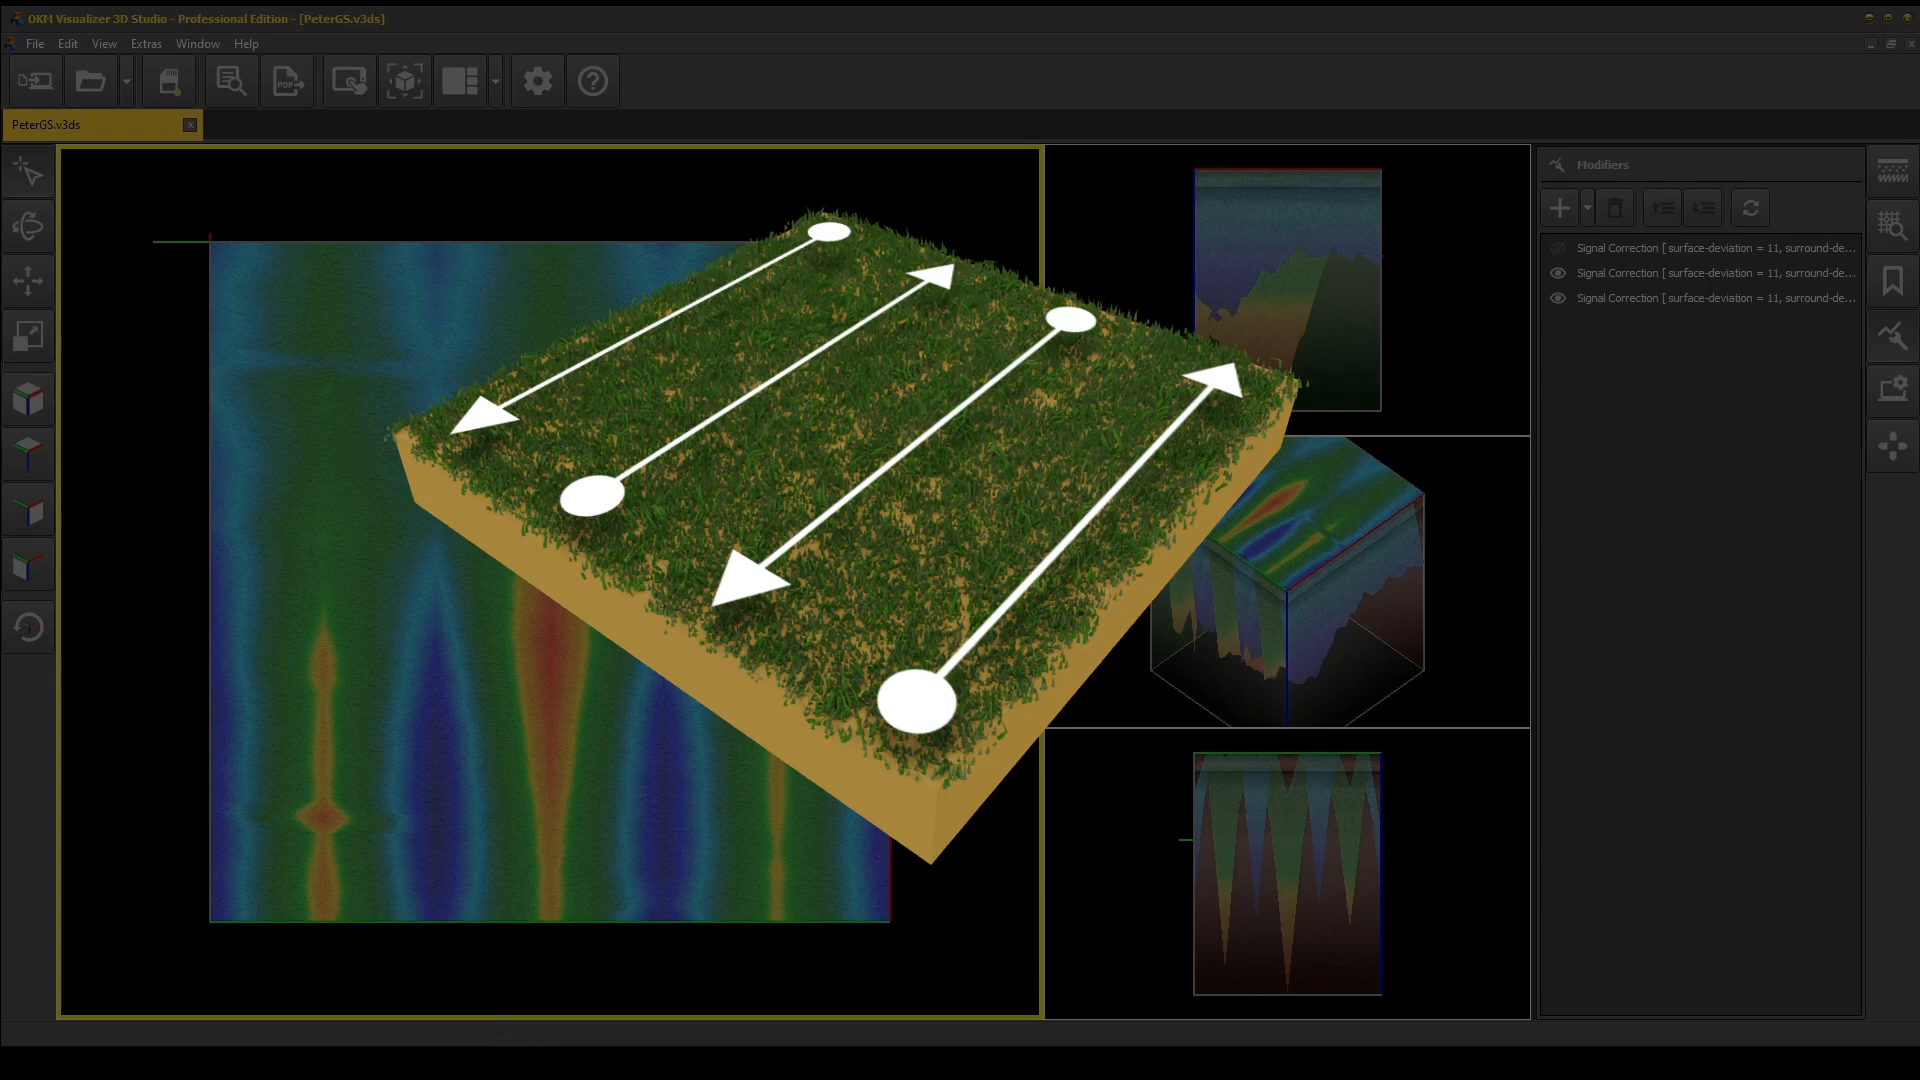 OKM Visualizer 3D Studio - Professional Edition - [PeterGS.v3ds]
File Edit View Extras Window Help
PDF
PeterGS.v3ds
Modifiers
Signal Correction [ surface-deviation = 11, surround-de...
Signal Correction [ surface-deviation = 11, surround-de...
Signal Correction [ surface-deviation = 11, surround-de...